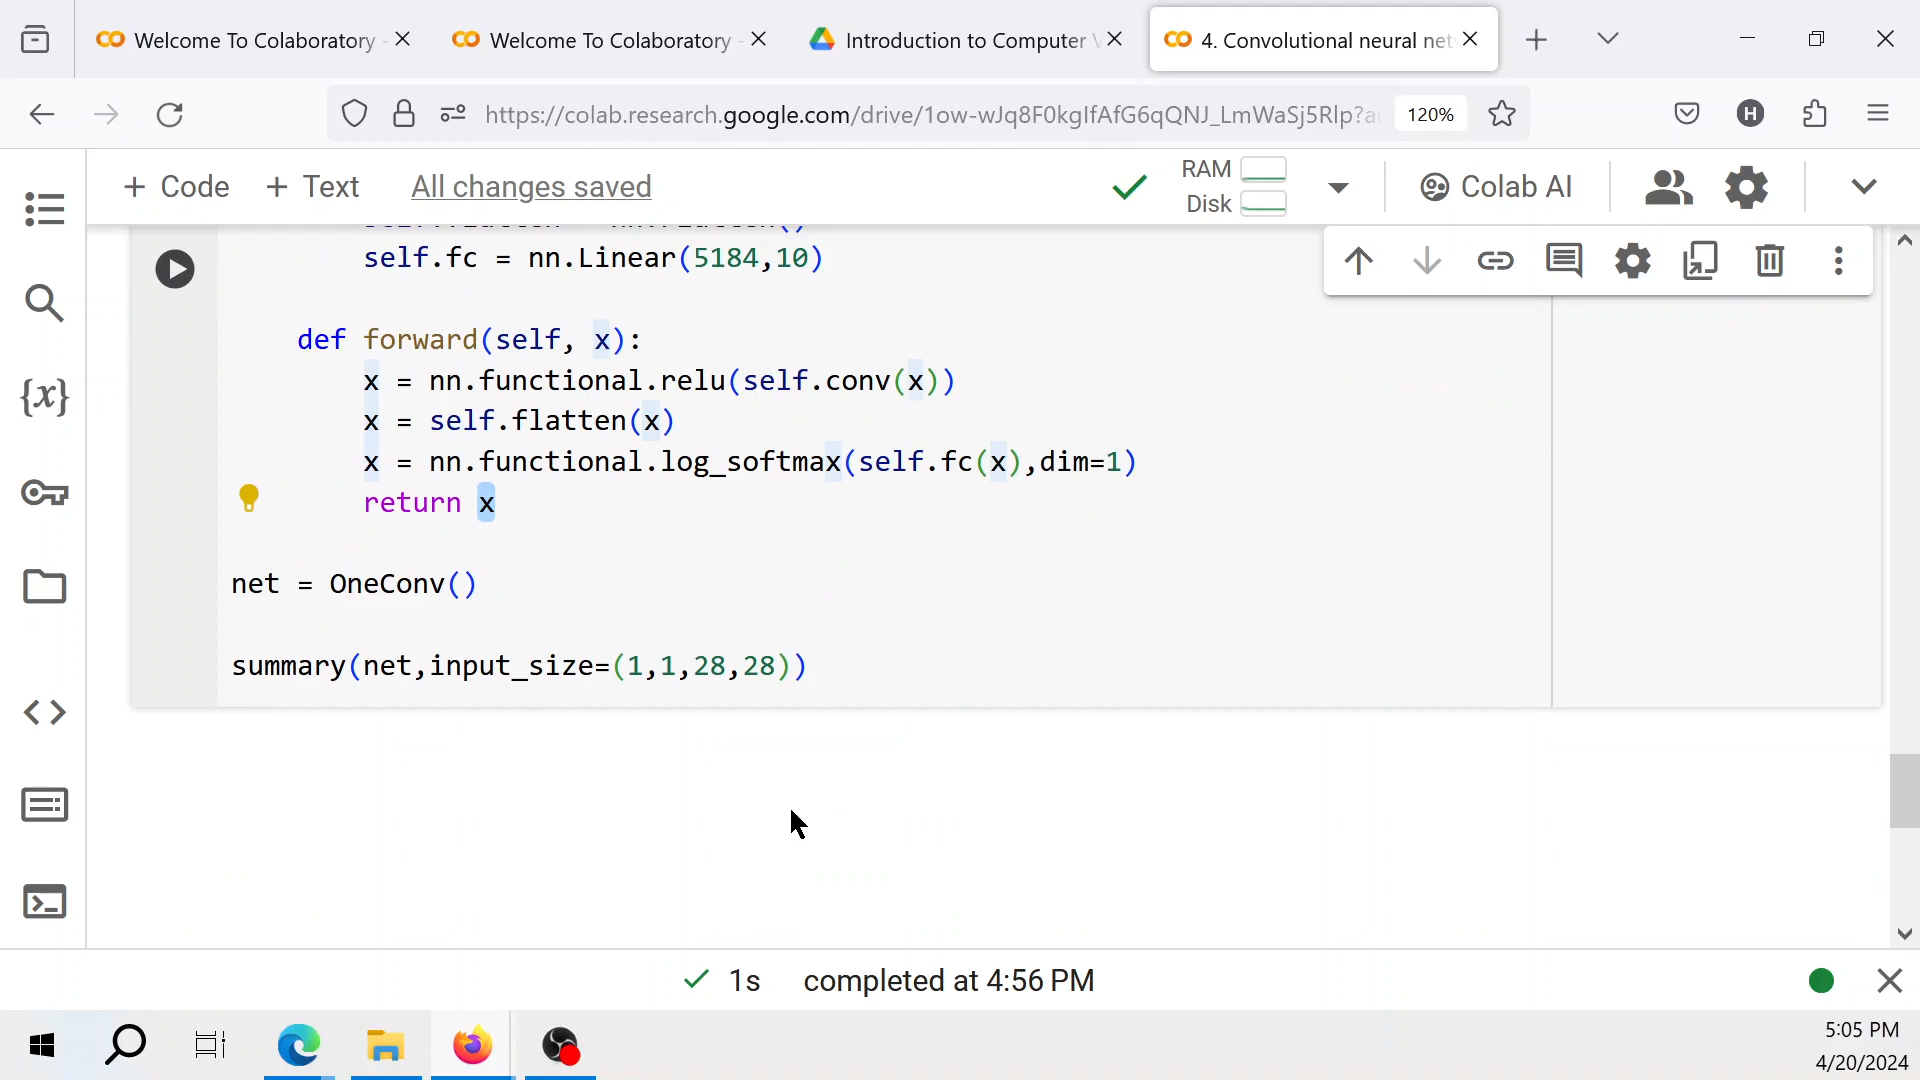 Welcome To Colaboratory -
Welcome To Colaboratory -
Introduction to Computer V
4. Convolutional neural net
https://colab.research.google.com/drive/1ow-wJq8F0kgIfAfG6qQNJ_LmWaSj5Rlp?a
120%
H
+ Code + Text All changes saved
RAM
Disk
Colab AI
self.fc = nn.Linear(5184,10)
def forward(self, x):
x = nn.functional.relu(self.conv(x))
x = self.flatten(x)
x = nn.functional.log_softmax(self.fc(x),dim=1)
return x
net = OneConv()
summary(net,input_size=(1,1,28,28))
{x}
1s completed at 4:56 PM
5:05 PM
4/20/2024